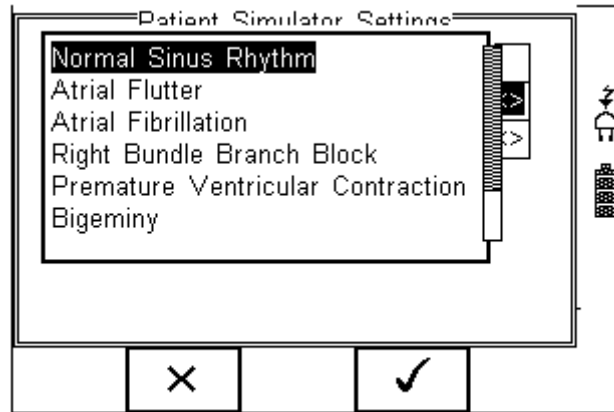 Patient Simulator Settings
Normal Sinus Rhythm
Atrial Flutter
<>
Atrial Fibrillation
<>
Right Bundle Branch Block
Premature Ventricular Contraction
Bigeminy